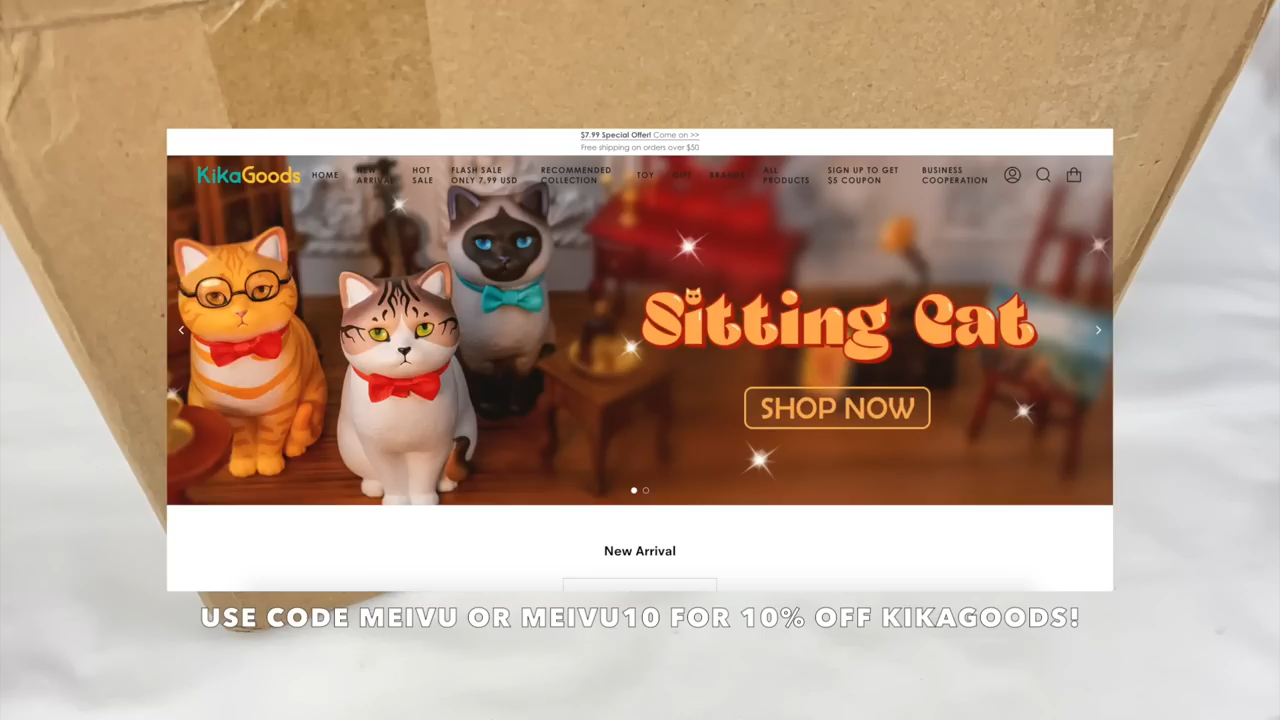 $7.99 Special Offer! Come on >>
Free shipping on orders over $50
KikaGoods
HOME
NEW ARRIVAL
HOT SALE
FLASH SALE ONLY 7.99 USD
RECOMMENDED COLLECTION
TOY
GIFT
BRANDS
ALL PRODUCTS
SIGN UP TO GET $5 COUPON
BUSINESS COOPERATION
Sitting Cat
SHOP NOW
New Arrival
USE CODE MEIVU OR MEIVU10 FOR 10% OFF KIKAGOODS!